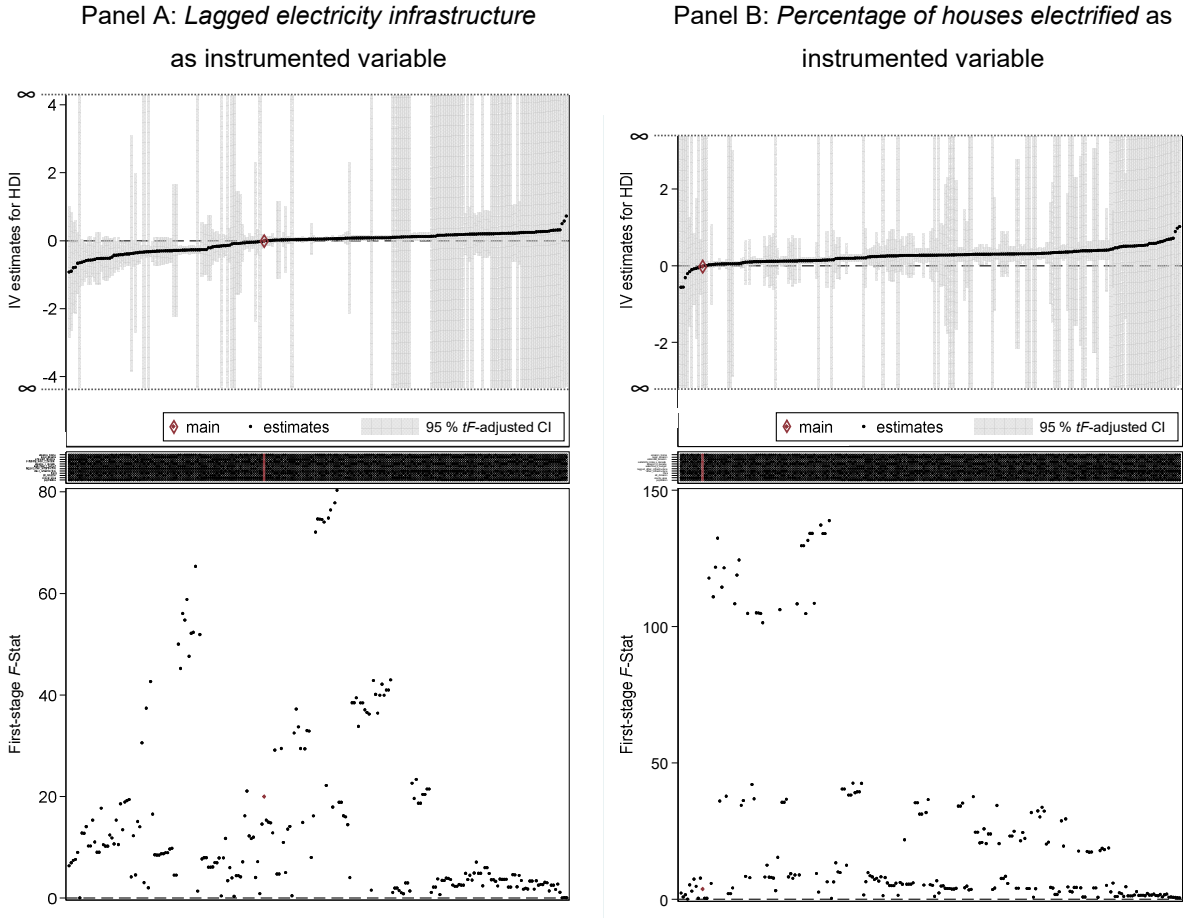 Panel A: Lagged electricity infrastructure
as instrumented variable
Panel B: Percentage of houses electrified as
instrumented variable
∞
4
2
0
-2
-4
∞
IV estimates for HDI
main
estimates
95 % tF-adjusted CI
80
60
40
20
0
First-stage F-Stat
∞
2
0
-2
∞
IV estimates for HDI
main
estimates
95 % tF-adjusted CI
150
100
50
0
First-stage F-Stat